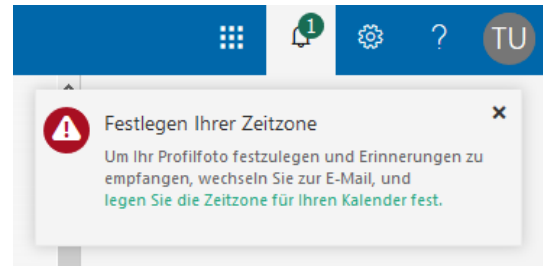 1
?
TU
Festlegen Ihrer Zeitzone
Um Ihr Profilfoto festzulegen und Erinnerungen zu
empfangen, wechseln Sie zur E-Mail, und
legen Sie die Zeitzone für Ihren Kalender fest.